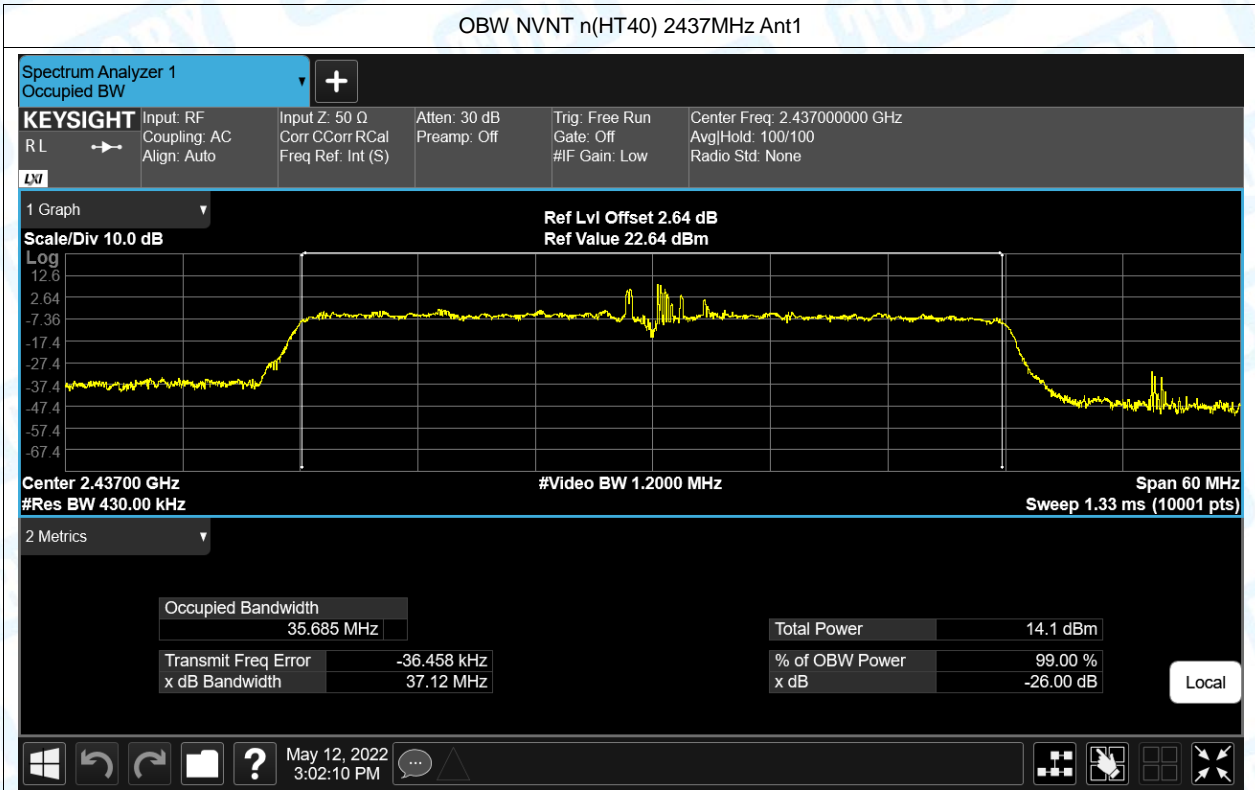 OBW NVNT n(HT40) 2437MHz Ant1
Spectrum Analyzer 1
Occupied BW
KEYSIGHT
RL
LXI
Input: RF
Coupling: AC
Align: Auto
Input Z: 50 Ω
Corr CCorr RCal
Freq Ref: Int (S)
Atten: 30 dB
Preamp: Off
Trig: Free Run
Gate: Off
#IF Gain: Low
Center Freq: 2.437000000 GHz
Avg|Hold: 100/100
Radio Std: None
1 Graph
Scale/Div 10.0 dB
Ref Lvl Offset 2.64 dB
Ref Value 22.64 dBm
Log
12.6
2.64
-7.36
-17.4
-27.4
-37.4
-47.4
-57.4
-67.4
Center 2.43700 GHz
#Res BW 430.00 kHz
#Video BW 1.2000 MHz
Span 60 MHz
Sweep 1.33 ms (10001 pts)
2 Metrics
Occupied Bandwidth
35.685 MHz
Transmit Freq Error -36.458 kHz
x dB Bandwidth 37.12 MHz
Total Power 14.1 dBm
% of OBW Power 99.00 %
x dB -26.00 dB
Local
?
May 12, 2022
3:02:10 PM